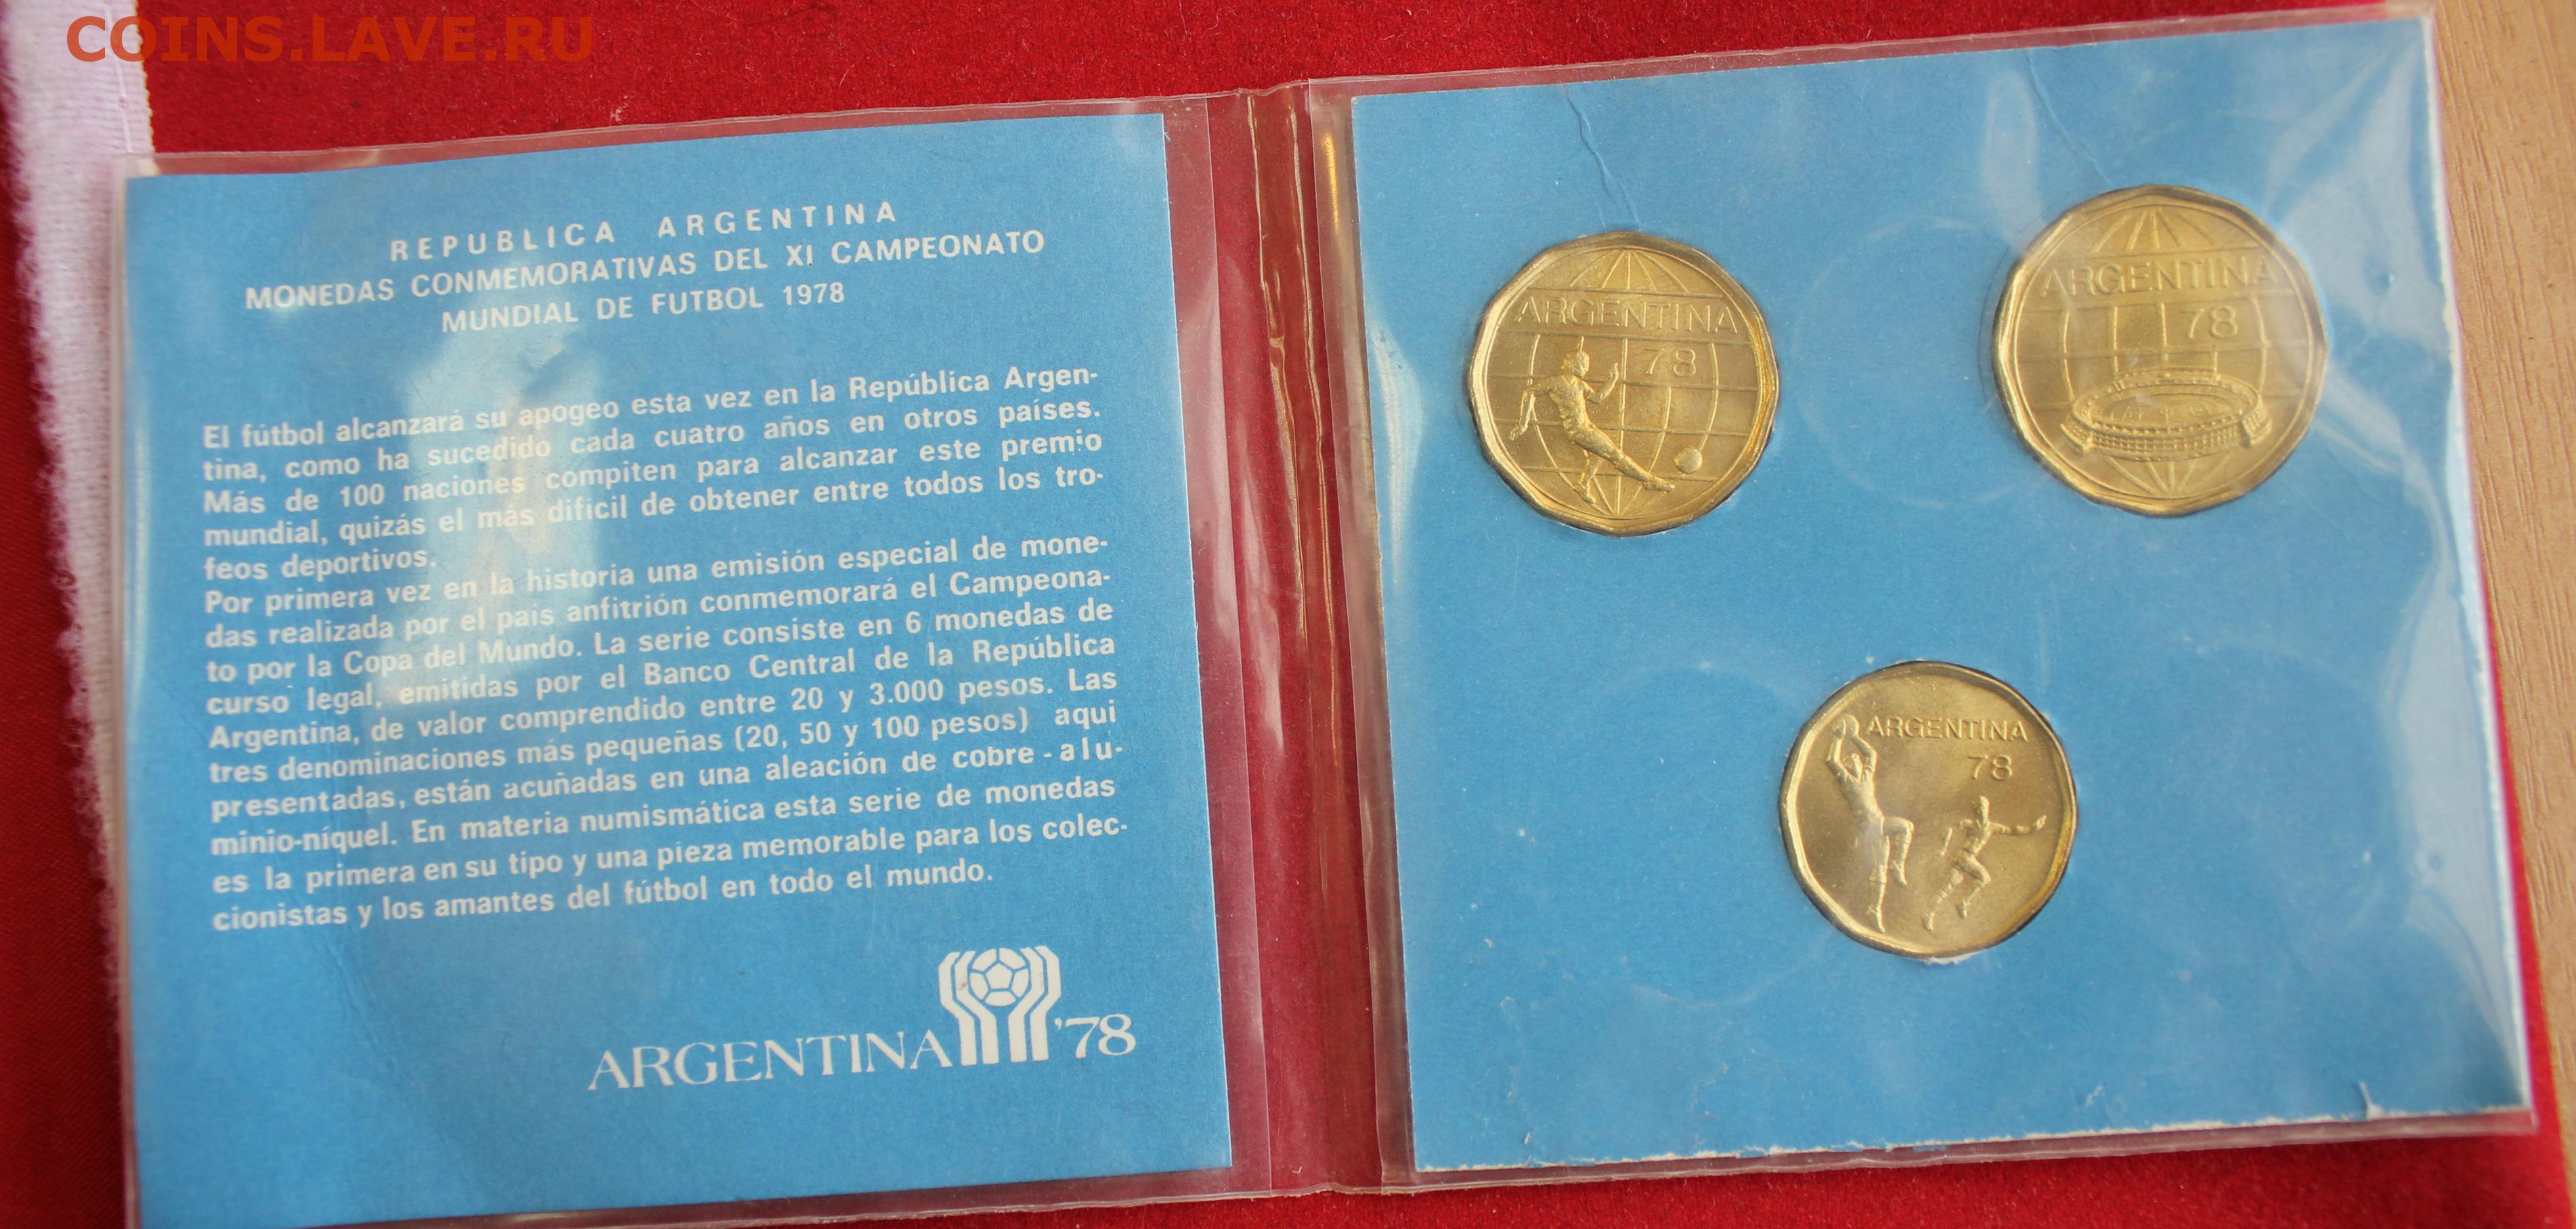 COINS.LAVE.RU
REPUBLICA ARGENTINA
MONEDAS CONMEMORATIVAS DEL XI CAMPEONATO
MUNDIAL DE FUTBOL 1978
El fútbol alcanzará su apogeo esta vez en la República Argen-
tina, como ha sucedido cada cuatro años en otros países.
Más de 100 naciones compiten para alcanzar este premio
mundial, quizás el más dificil de obtener entre todos los tro-
feos deportivos.
Por primera vez en la historia una emisión especial de mone-
das realizada por el país anfitrión conmemorará el Campeona-
to por la Copa del Mundo. La serie consiste en 6 monedas de
curso legal, emitidas por el Banco Central de la República
Argentina, de valor comprendido entre 20 y 3.000 pesos. Las
tres denominaciones más pequeñas (20, 50 y 100 pesos) aqui
presentadas, están acuñadas en una aleación de cobre-alu-
minio-níquel. En materia numismática esta serie de monedas
es la primera en su tipo y una pieza memorable para los colec-
cionistas y los amantes del fútbol en todo el mundo.
ARGENTINA '78
ARGENTINA
78
ARGENTINA
78
ARGENTINA
78